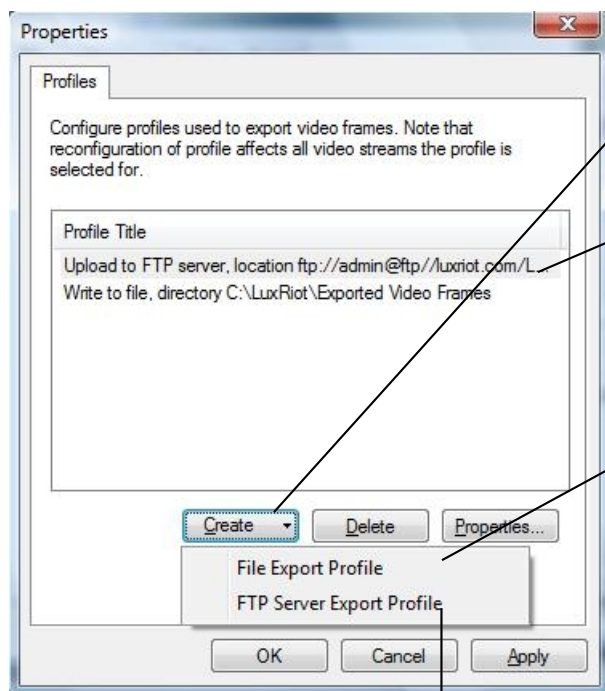 Properties
Profiles
Configure profiles used to export video frames. Note that
reconfiguration of profile affects all video streams the profile is
selected for.
Profile Title
Upload to FTP server, location ftp://admin@ftp//luxriot.com/L...
Write to file, directory C:\LuxRiot\Exported Video Frames
Create Delete Properties...
File Export Profile
FTP Server Export Profile
OK Cancel Apply